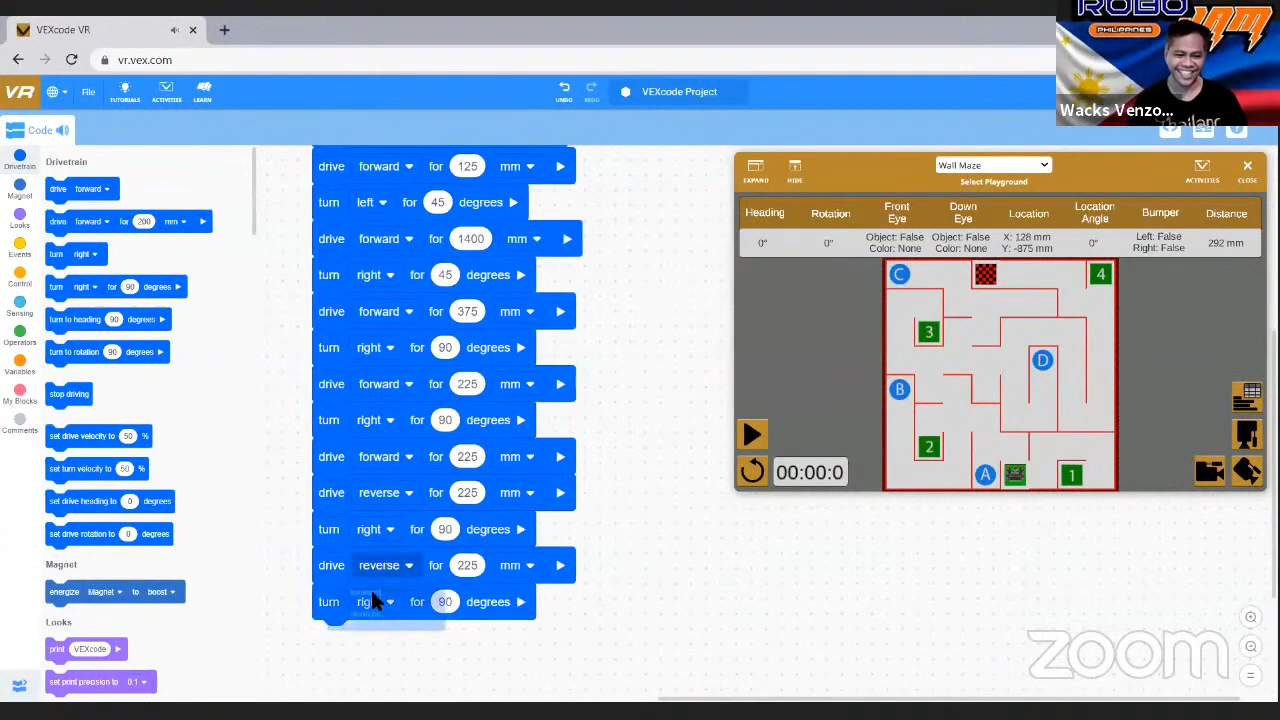 VEXcode VR
vr.vex.com
VR
File
TUTORIALS
ACTIVITIES
LEARN
UNDO
REDO
VEXcode Project
ROBO
JAM
PHILIPPINES
Wacks Venzo...
Thailand
Code
Drivetrain
Magnet
Looks
Events
Control
Sensing
Operators
Variables
My Blocks
Comments
Drivetrain
drive forward
drive forward for 200 mm
turn right
turn right for 90 degrees
turn to heading 90 degrees
turn to rotation 90 degrees
stop driving
set drive velocity to 50 %
set turn velocity to 50 %
set drive heading to 0 degrees
set drive rotation to 0 degrees
Magnet
energize Magnet to boost
Looks
print VEXcode
set print precision to 0.1
drive forward for 125 mm
turn left for 45 degrees
drive forward for 1400 mm
turn right for 45 degrees
drive forward for 375 mm
turn right for 90 degrees
drive forward for 225 mm
turn right for 90 degrees
drive forward for 225 mm
drive reverse for 225 mm
turn right for 90 degrees
drive reverse for 225 mm
turn right for 90 degrees
EXPAND
HIDE
Wall Maze
Select Playground
ACTIVITIES
CLOSE
Heading
Rotation
Front Eye
Down Eye
Location
Location Angle
Bumper
Distance
0°
0°
Object: False
Color: None
Object: False
Color: None
X: 128 mm
Y: -875 mm
0°
Left: False
Right: False
292 mm
C
4
3
D
B
2
A
1
00:00:0
zoom